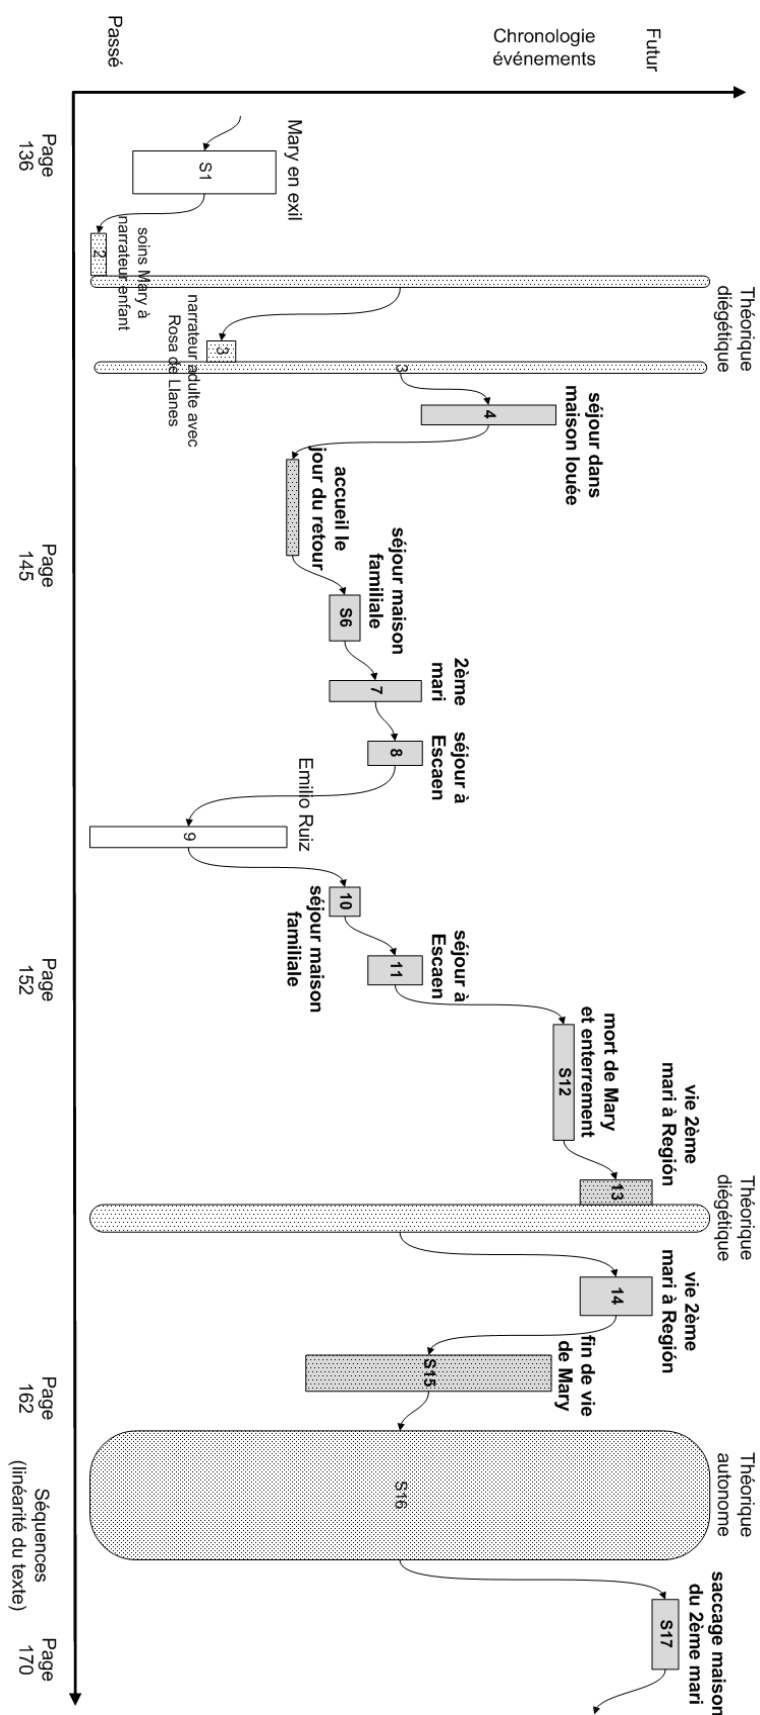 Futur
Chronologie
événements
Passé
Mary en exil
S1
Page
136
soins Mary à
narrateur enfant
2
Théorique
diégétique
narrateur adulte avec
Rosa de Llanes
3
3
séjour dans
maison louée
4
accueil le
jour du retour
Page
145
séjour maison
familiale
S6
2ème
mari
7
séjour à
Escaen
8
Emilio Ruiz
9
séjour maison
familiale
10
séjour à
Escaen
11
Page
152
mort de Mary
et enterrement
S12
vie 2ème
mari à Región
13
Théorique
diégétique
vie 2ème
mari à Región
14
fin de vie
de Mary
S15
Page
162
Théorique
autonome
S16
saccage maison
du 2ème mari
S17
Séquences
(linéarité du texte)
Page
170